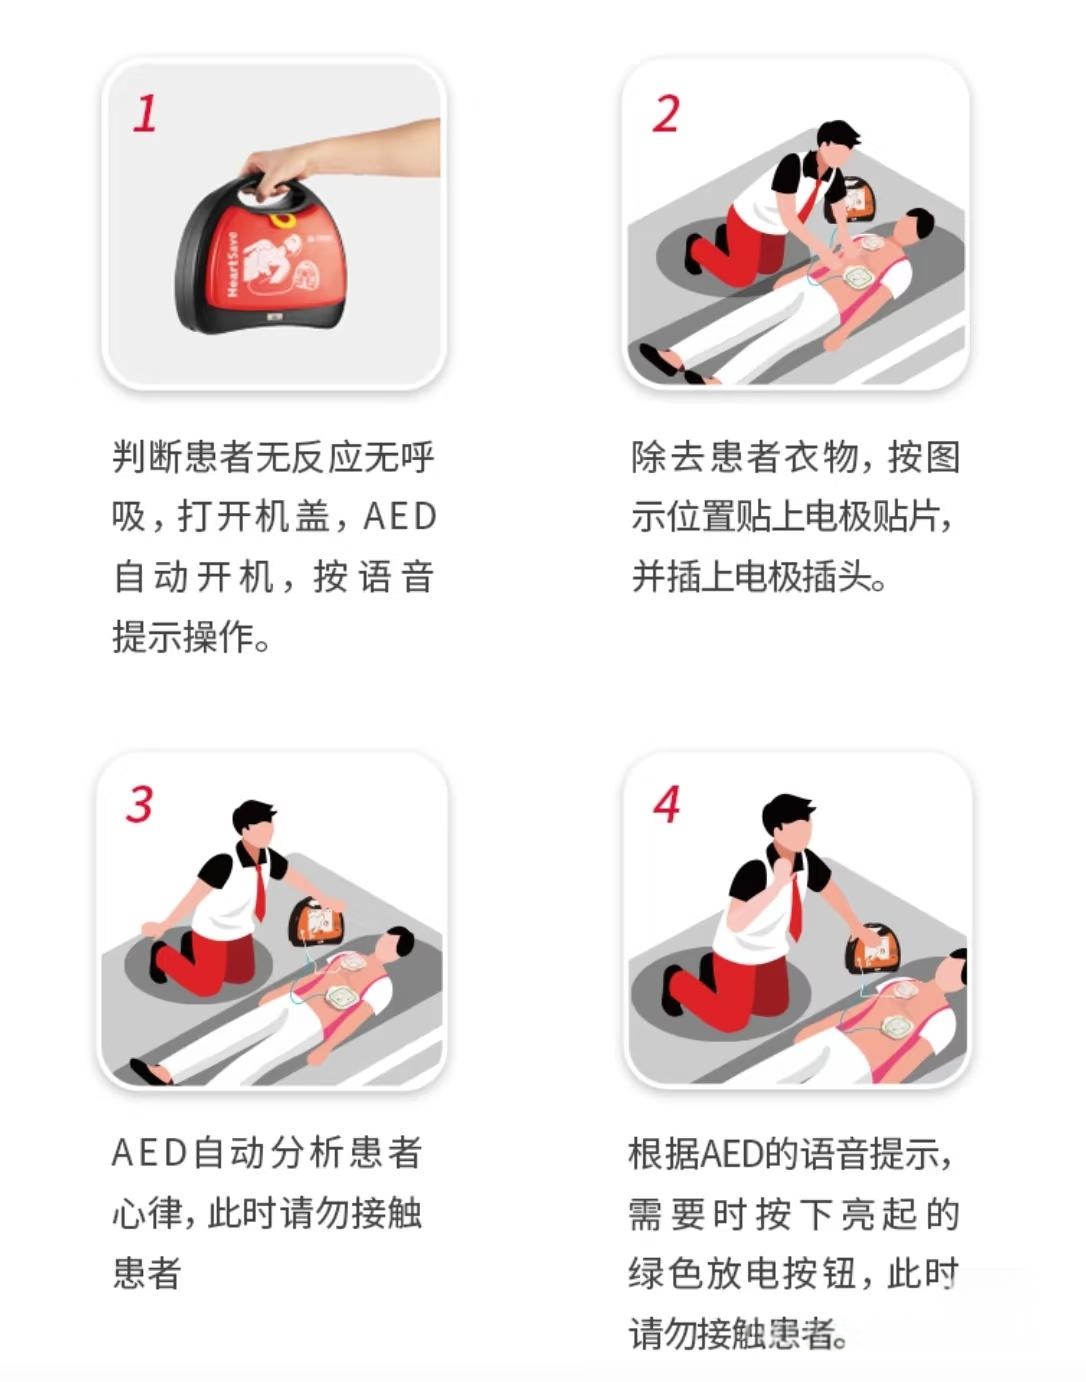 1
HeartSave
判断患者无反应无呼
吸，打开机盖，AED
自动开机，按语音
提示操作。
2
除去患者衣物，按图
示位置贴上电极贴片，
并插上电极插头。
3
AED自动分析患者
心律，此时请勿接触
患者
4
根据AED的语音提示，
需要时按下亮起的
绿色放电按钮，此时
请勿接触患者。